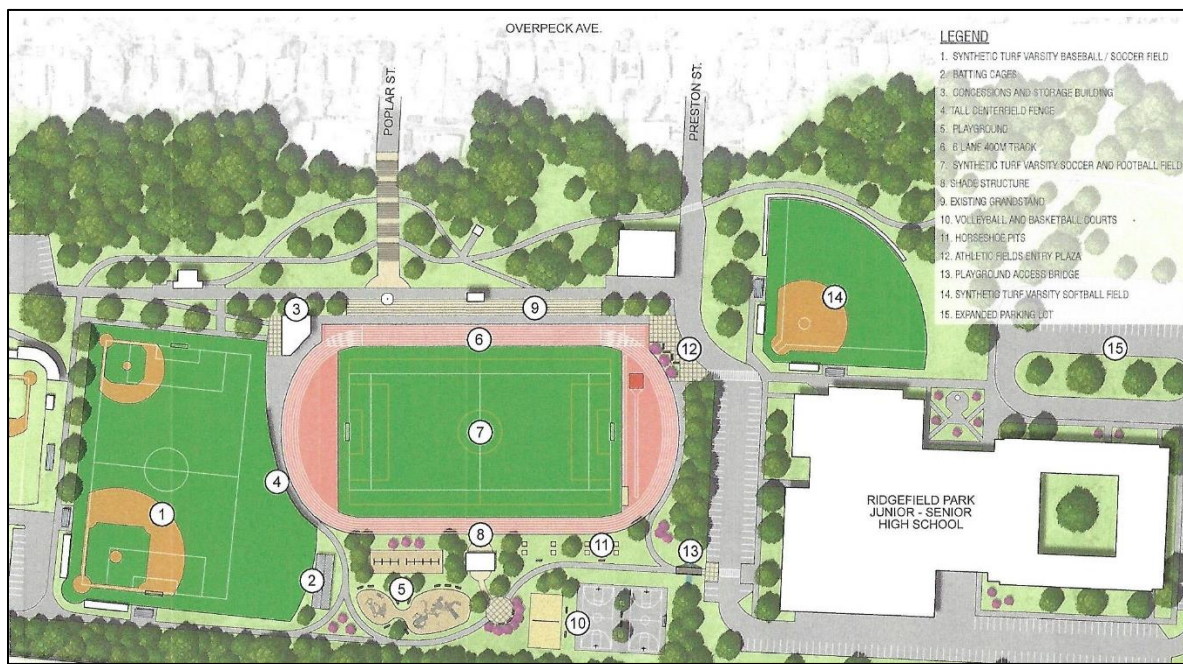 OVERPECK AVE.
POPLAR ST.
PRESTON ST.
LEGEND
1. SYNTHETIC TURF VARSITY BASEBALL / SOCCER FIELD
2. BATTING CAGES
3. CONCESSIONS AND STORAGE BUILDING
4. TALL CENTERFIELD FENCE
5. PLAYGROUND
6. 6 LANE 400M TRACK
7. SYNTHETIC TURF VARSITY SOCCER AND FOOTBALL FIELD
8. SHADE STRUCTURE
9. EXISTING GRANDSTAND
10. VOLLEYBALL AND BASKETBALL COURTS
11. HORSESHOE PITS
12. ATHLETIC FIELDS ENTRY PLAZA
13. PLAYGROUND ACCESS BRIDGE
14. SYNTHETIC TURF VARSITY SOFTBALL FIELD
15. EXPANDED PARKING LOT
14
3
9
6
12
15
7
4
1
RIDGEFIELD PARK
JUNIOR - SENIOR
HIGH SCHOOL
8
11
13
2
5
10